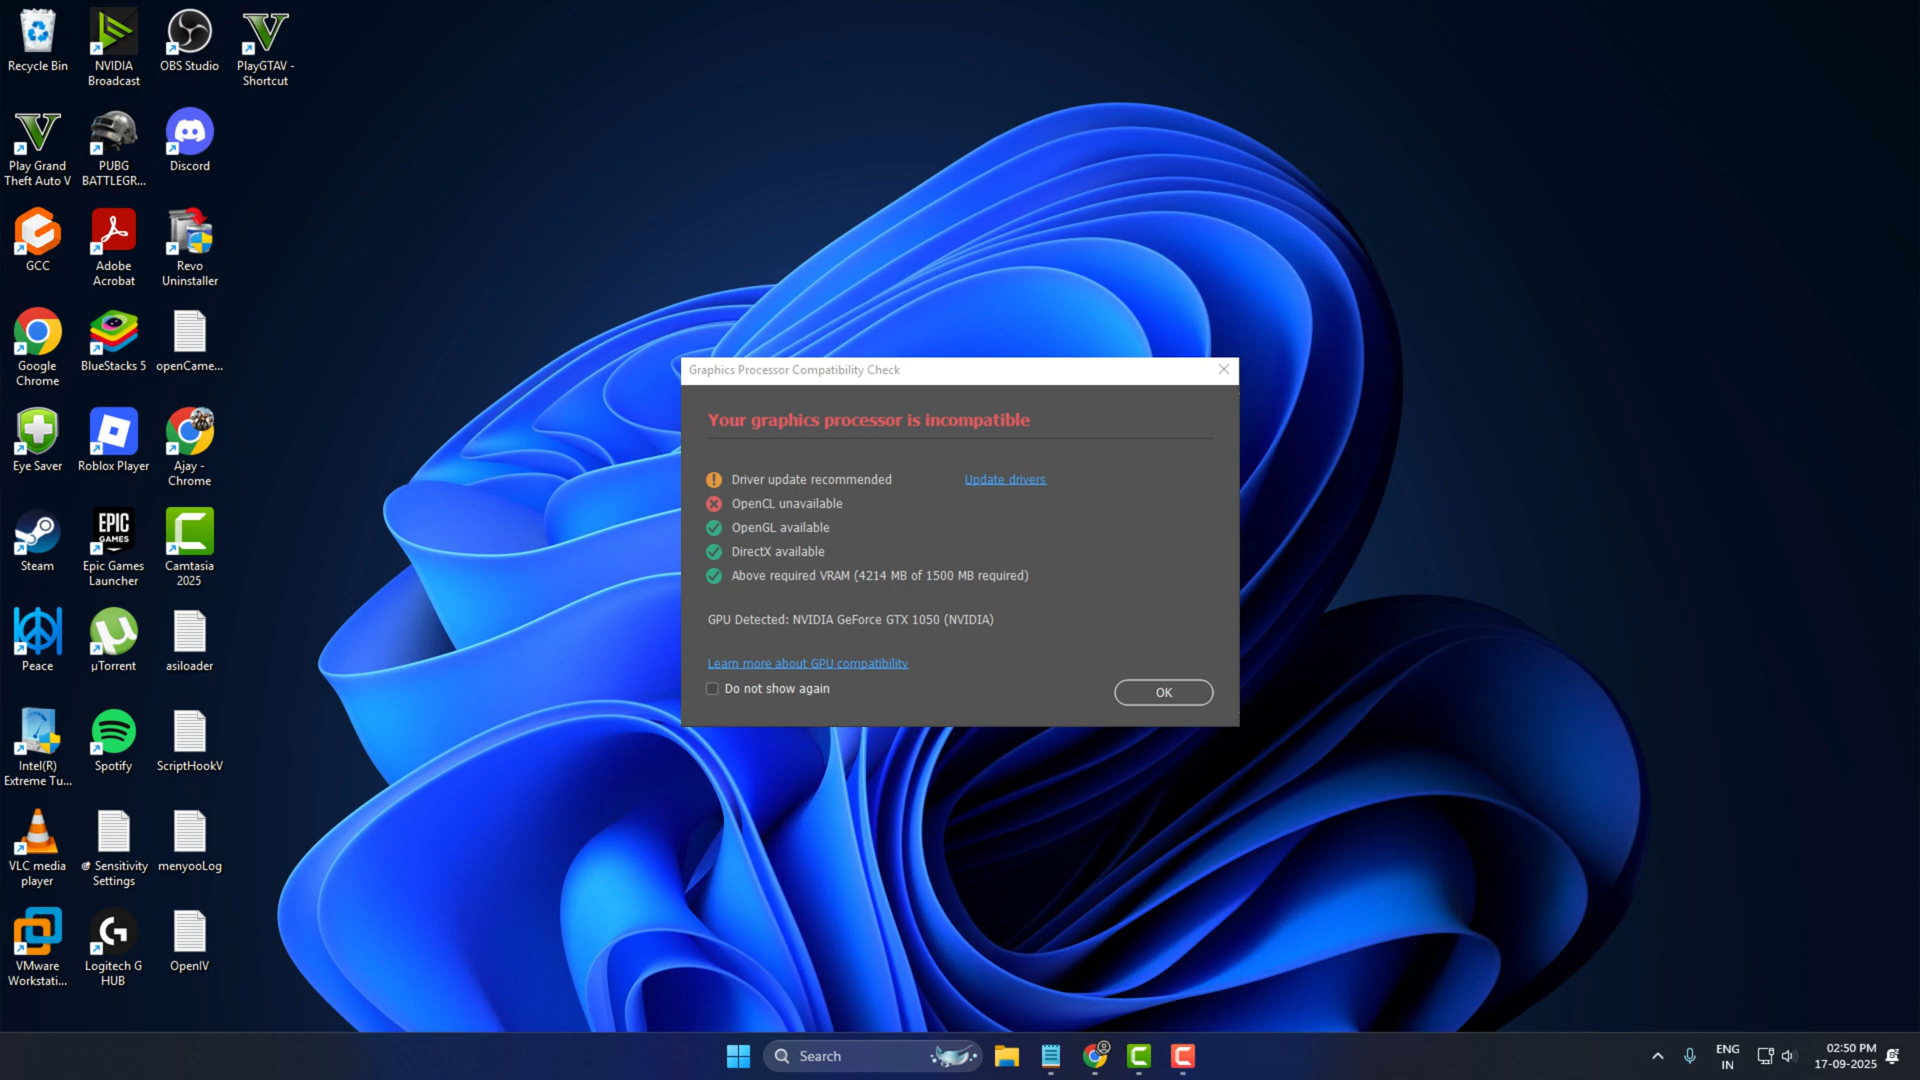 Recycle Bin
NVIDIA
Broadcast
OBS Studio
PlayGTAV -
Shortcut
Play Grand
Theft Auto V
PUBG
BATTLEGR...
Discord
GCC
Adobe
Acrobat
Revo
Uninstaller
Google
Chrome
BlueStacks 5
openCame...
Eye Saver
Roblox Player
Ajay -
Chrome
Steam
EPIC
GAMES
Epic Games
Launcher
Camtasia
2025
Peace
µTorrent
asiloader
Intel(R)
Extreme Tu...
Spotify
ScriptHookV
VLC media
player
Sensitivity
Settings
menyooLog
VMware
Workstati...
Logitech G
HUB
OpenIV
Graphics Processor Compatibility Check
Your graphics processor is incompatible
Driver update recommended
Update drivers
OpenCL unavailable
OpenGL available
DirectX available
Above required VRAM (4214 MB of 1500 MB required)
GPU Detected: NVIDIA GeForce GTX 1050 (NVIDIA)
Learn more about GPU compatibility
Do not show again
OK
Search
ENG
IN
02:50 PM
17-09-2025